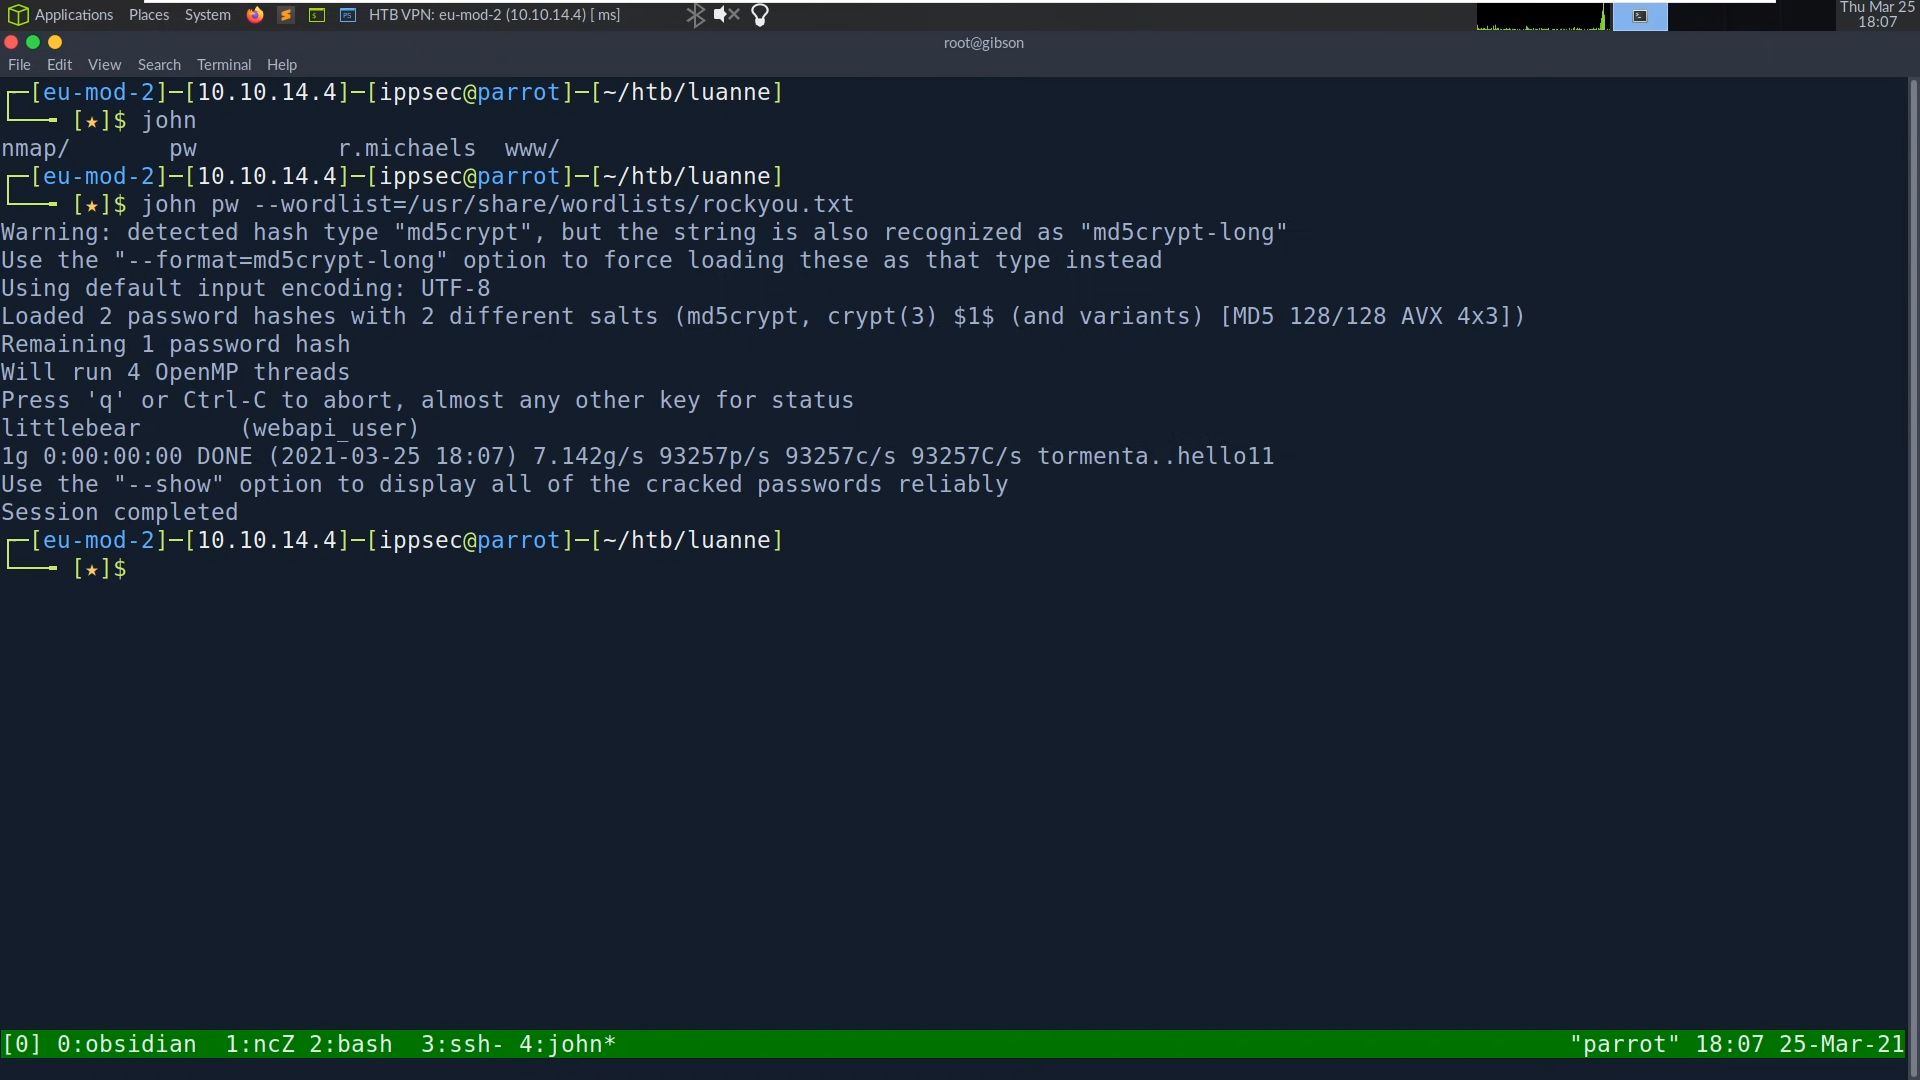 Applications Places System HTB VPN: eu-mod-2 (10.10.14.4) [ ms] Thu Mar 25
18:07
root@gibson
File Edit View Search Terminal Help
┌─[eu-mod-2]─[10.10.14.4]─[ippsec@parrot]─[~/htb/luanne]
└──╼ [★]$ john
nmap/ pw r.michaels www/
┌─[eu-mod-2]─[10.10.14.4]─[ippsec@parrot]─[~/htb/luanne]
└──╼ [★]$ john pw --wordlist=/usr/share/wordlists/rockyou.txt
Warning: detected hash type "md5crypt", but the string is also recognized as "md5crypt-long"
Use the "--format=md5crypt-long" option to force loading these as that type instead
Using default input encoding: UTF-8
Loaded 2 password hashes with 2 different salts (md5crypt, crypt(3) $1$ (and variants) [MD5 128/128 AVX 4x3])
Remaining 1 password hash
Will run 4 OpenMP threads
Press 'q' or Ctrl-C to abort, almost any other key for status
littlebear (webapi_user)
1g 0:00:00:00 DONE (2021-03-25 18:07) 7.142g/s 93257p/s 93257c/s 93257C/s tormenta..hello11
Use the "--show" option to display all of the cracked passwords reliably
Session completed
┌─[eu-mod-2]─[10.10.14.4]─[ippsec@parrot]─[~/htb/luanne]
└──╼ [★]$
[0] 0:obsidian 1:ncZ 2:bash 3:ssh- 4:john* "parrot" 18:07 25-Mar-21